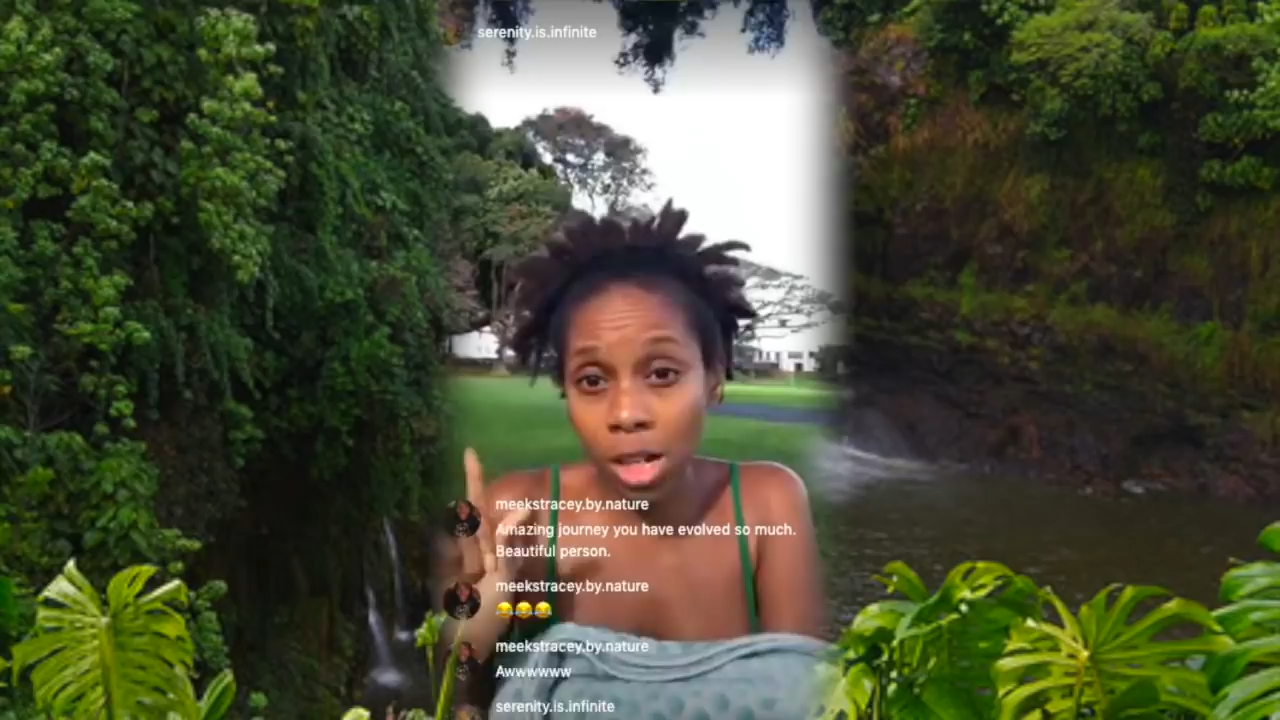 serenity.is.infinite
meekstracey.by.nature
Amazing journey you have evolved so much.
Beautiful person.
meekstracey.by.nature
😂😂😂
meekstracey.by.nature
Awwwwww
serenity.is.infinite